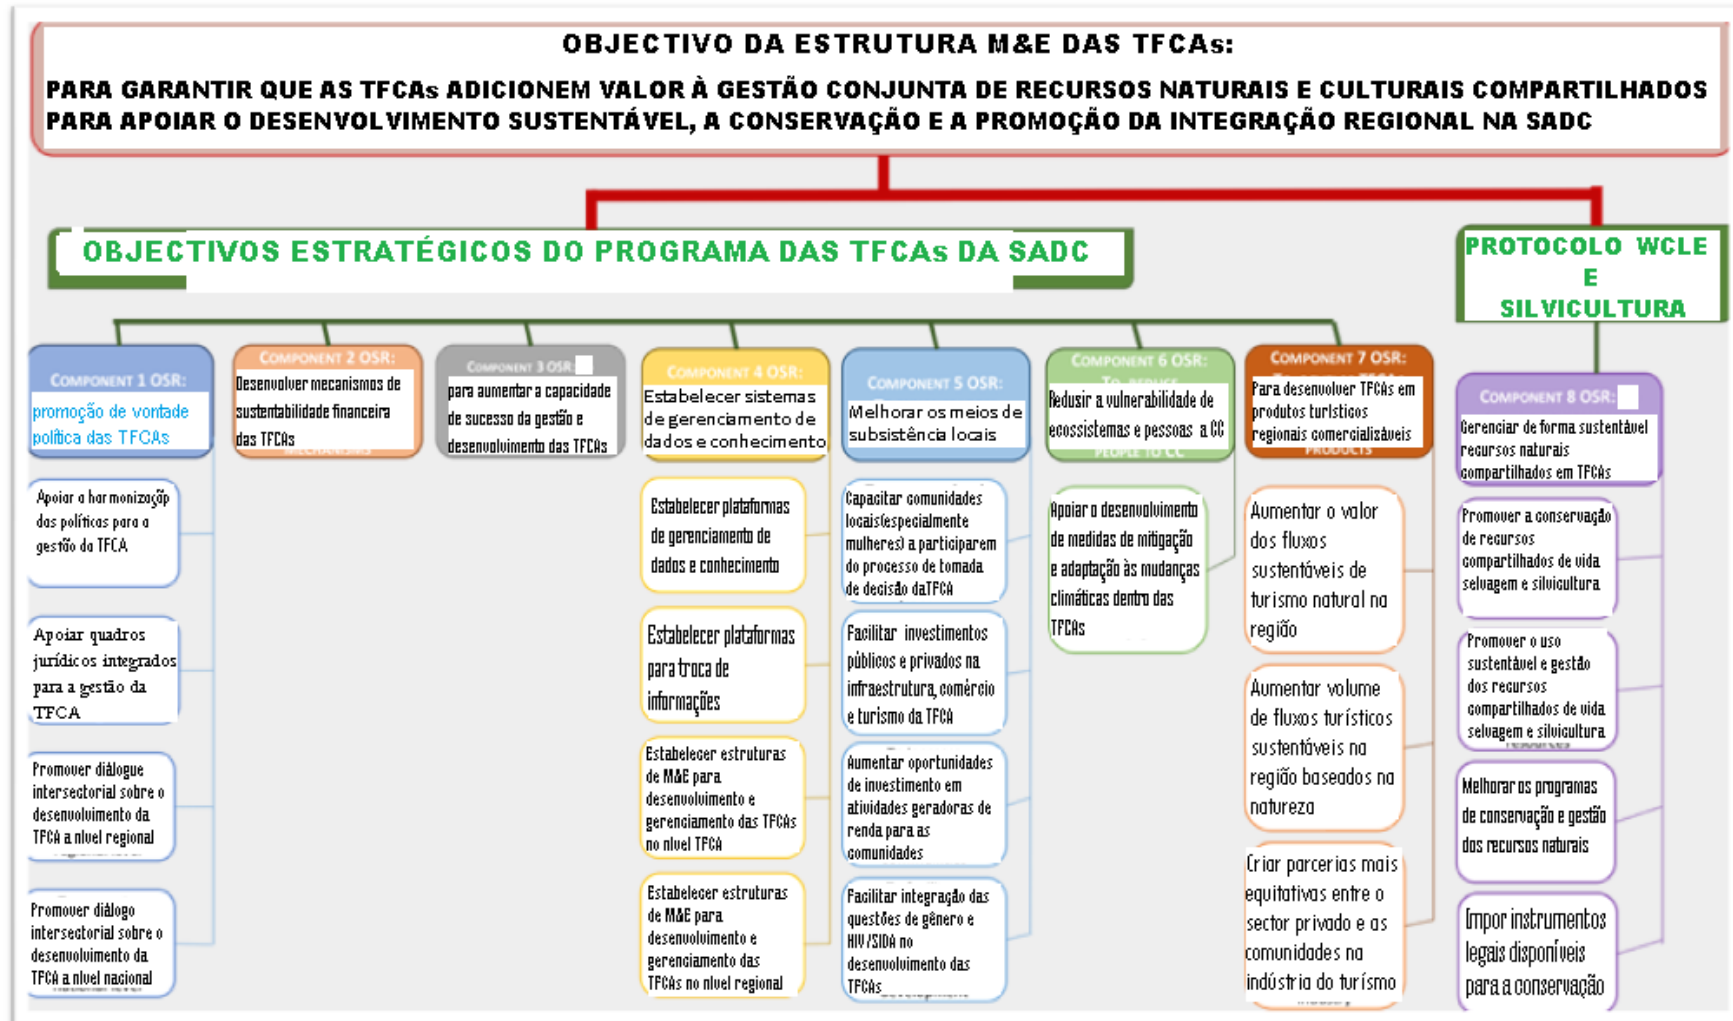 OBJECTIVO DA ESTRUTURA M&E DAS TFCAs:
PARA GARANTIR QUE AS TFCAs ADICIONEM VALOR À GESTÃO CONJUNTA DE RECURSOS NATURAIS E CULTURAIS COMPARTILHADOS
PARA APOIAR O DESENVOLVIMENTO SUSTENTÁVEL, A CONSERVAÇÃO E A PROMOÇÃO DA INTEGRAÇÃO REGIONAL NA SADC
OBJECTIVOS ESTRATÉGICOS DO PROGRAMA DAS TFCAs DA SADC
PROTOCOLO WCLE
E
SILVICULTURA
COMPONENT 1 OSR:
promoção de vontade
política das TFCAs
Apoiar a harmonização
das políticas para a
gestão da TFCA
Apoiar quadros
jurídicos integrados
para a gestão da
TFCA
Promover diálogue
intersectorial sobre o
desenvolvimento da
TFCA a nível regional
Promover diálogo
intersectorial sobre o
desenvolvimento da
TFCA a nível nacional
COMPONENT 2 OSR:
Desenvolver mecanismos de
sustentabilidade financeira
das TFCAs
MECHANISMS
COMPONENT 3 OSR:
para aumentar a capacidade
de sucesso da gestão e
desenvolvimento das TFCAs
COMPONENT 4 OSR:
Estabelecer sistemas
de gerenciamento de
dados e conhecimento
Estabelecer plataformas
de gerenciamento de
dados e conhecimento
Estabelecer plataformas
para troca de
informações
Estabelecer estruturas
de M&E para
desenvolvimento e
gerenciamento das TFCAs
no nível TFCA
Estabelecer estruturas
de M&E para
desenvolvimento e
gerenciamento das
TFCAs no nível regional
COMPONENT 5 OSR:
Melhorar os meios de
subsistência locais
Capacitar comunidades
locais(especialmente
mulheres) a participarem
do processo de tomada
de decisão daTFCA
Facilitar investimentos
públicos e privados na
infraestrutura, comércio
e turismo da TFCA
Aumentar oportunidades
de investimento em
atividades geradoras de
renda para as
comunidades
Facilitar integração das
questões de gênero e
HIV/SIDA no
desenvolvimento das
TFCAs
COMPONENT 6 OSR:
TO REDUCE
Redusir a vulnerabilidade de
ecossistemas e pessoas a CC
PEOPLE TO CC
Apoiar o desenvolvimento
de medidas de mitigação
e adaptação às mudanças
climáticas dentro das
TFCAs
COMPONENT 7 OSR:
Para desenvolver TFCAs em
produtos turísticos
regionais comercializáveis
PRODUCTS
Aumentar o valor
dos fluxos
sustentáveis de
turismo natural na
região
Aumentar volume
de fluxos turísticos
sustentáveis na
região baseados na
natureza
Criar parcerias mais
equitativas entre o
sector privado e as
comunidades na
indústria do turísmo
COMPONENT 8 OSR:
Gerenciar de forma sustentável
recursos naturais
compartilhados em TFCAs
Promover a conservação
de recursos
compartilhados de vida
selvagem e silvicultura
Promover o uso
sustentável e gestão
dos recursos
compartilhados de vida
selvagem e silvicultura
Melhorar os programas
de conservação e gestão
dos recursos naturais
Impor instrumentos
legais disponíveis
para a conservação